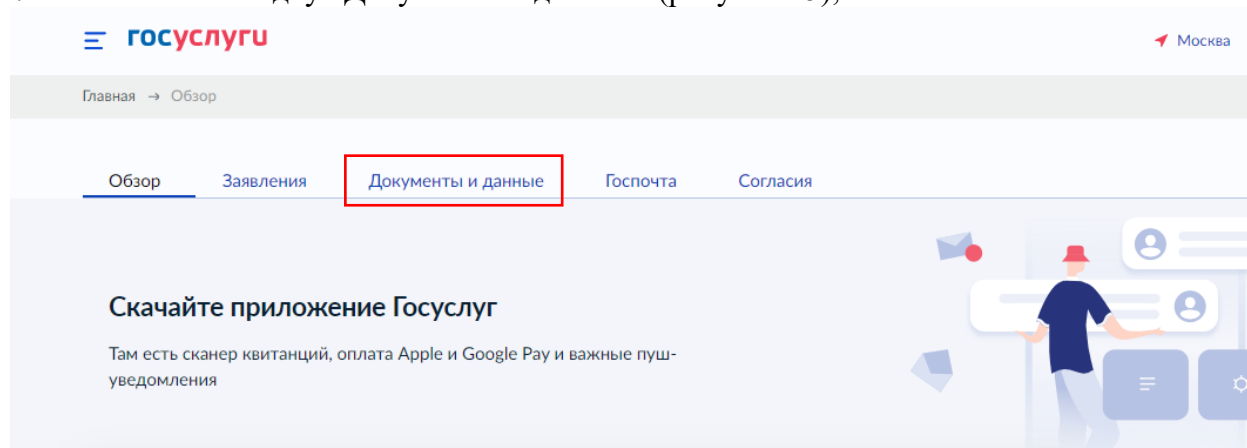 госуслуги
Москва
Главная → Обзор
Обзор Заявления Документы и данные Госпочта Согласия
Скачайте приложение Госуслуг
Там есть сканер квитанций, оплата Apple и Google Pay и важные пуш-
уведомления